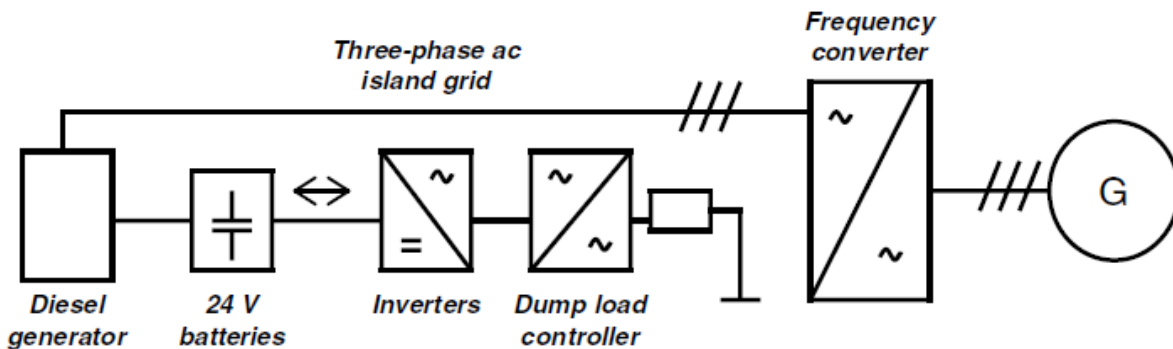 Frequency
converter
Three-phase ac
island grid
G
Diesel
generator
24 V
batteries
Inverters
Dump load
controller